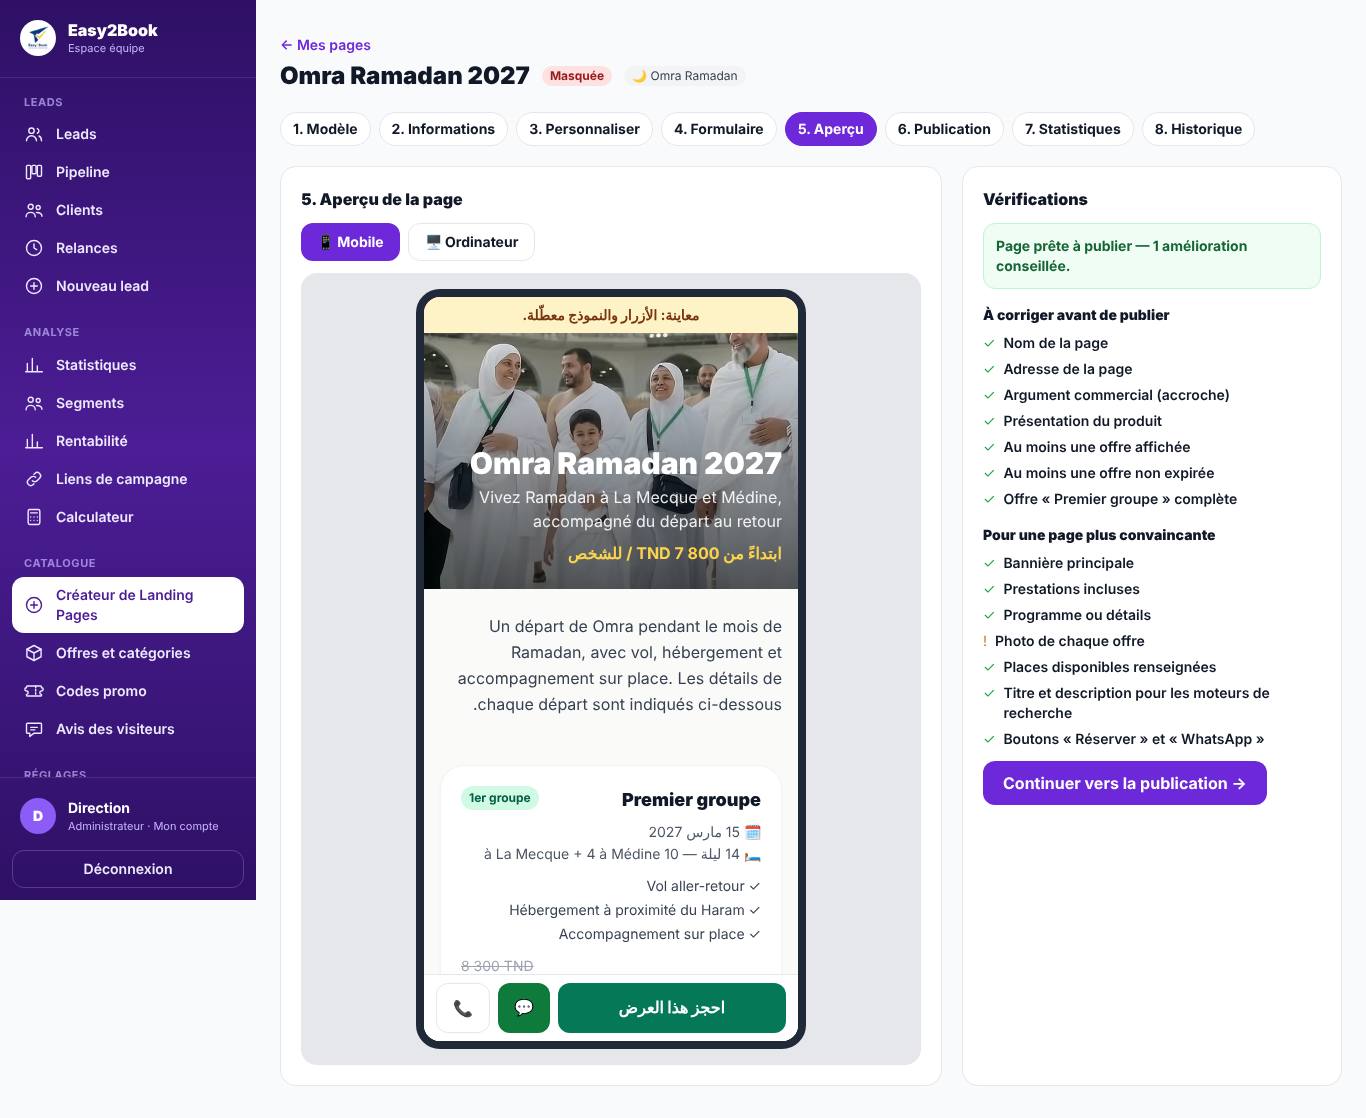 Easy2Book
Espace équipe
LEADS
Leads
Pipeline
Clients
Relances
Nouveau lead
ANALYSE
Statistiques
Segments
Rentabilité
Liens de campagne
Calculateur
CATALOGUE
Créateur de Landing
Pages
Offres et catégories
Codes promo
Avis des visiteurs
RÉGLAGES
D
Direction
Administrateur · Mon compte
Déconnexion
← Mes pages
Omra Ramadan 2027
Masquée
🌙 Omra Ramadan
1. Modèle
2. Informations
3. Personnaliser
4. Formulaire
5. Aperçu
6. Publication
7. Statistiques
8. Historique
5. Aperçu de la page
📱 Mobile
🖥️ Ordinateur
معاينة: الأزرار والنموذج معطّلة.
Omra Ramadan 2027
Vivez Ramadan à La Mecque et Médine,
accompagné du départ au retour
ابتداءً من 800 7 TND / للشخص
Un départ de Omra pendant le mois de
Ramadan, avec vol, hébergement et
accompagnement sur place. Les détails de
chaque départ sont indiqués ci-dessous.
1er groupe
Premier groupe
🗓️ 15 مارس 2027
🛏️ 14 ليلة — 10 à La Mecque + 4 à Médine
✓ Vol aller-retour
✓ Hébergement à proximité du Haram
✓ Accompagnement sur place
8 300 TND
احجز هذا العرض
Vérifications
Page prête à publier — 1 amélioration
conseillée.
À corriger avant de publier
✓ Nom de la page
✓ Adresse de la page
✓ Argument commercial (accroche)
✓ Présentation du produit
✓ Au moins une offre affichée
✓ Au moins une offre non expirée
✓ Offre « Premier groupe » complète
Pour une page plus convaincante
✓ Bannière principale
✓ Prestations incluses
✓ Programme ou détails
! Photo de chaque offre
✓ Places disponibles renseignées
✓ Titre et description pour les moteurs de
recherche
✓ Boutons « Réserver » et « WhatsApp »
Continuer vers la publication →